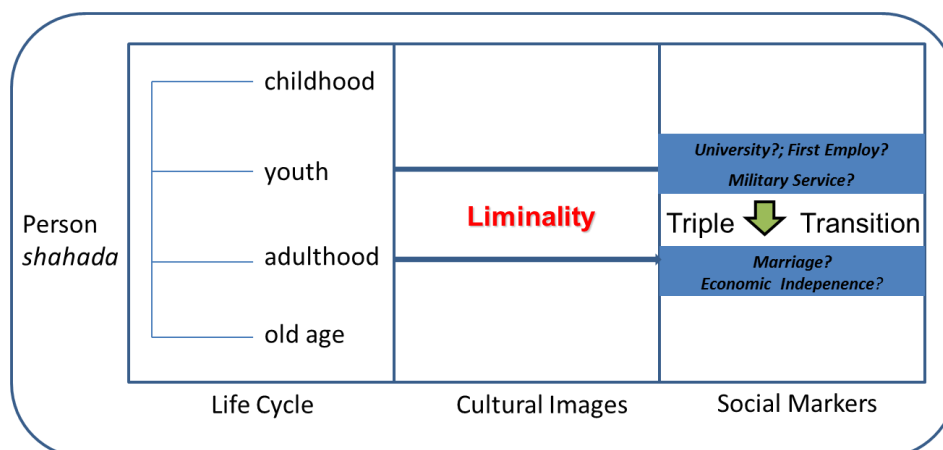 Person
shahada
childhood
youth
adulthood
old age
Life Cycle
Liminality
Cultural Images
University?; First Employ?
Military Service?
Triple Transition
Marriage?
Economic Indepenence?
Social Markers